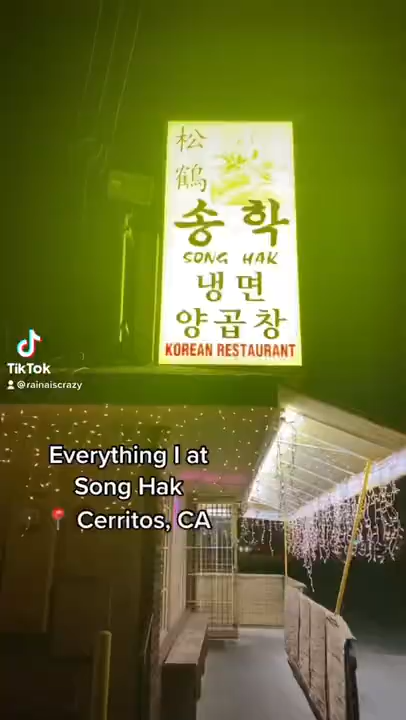 松
鶴
송학
SONG HAK
냉면
양곱창
KOREAN RESTAURANT
TikTok
@rainaiscrazy
Everything I at
Song Hak
📍 Cerritos, CA